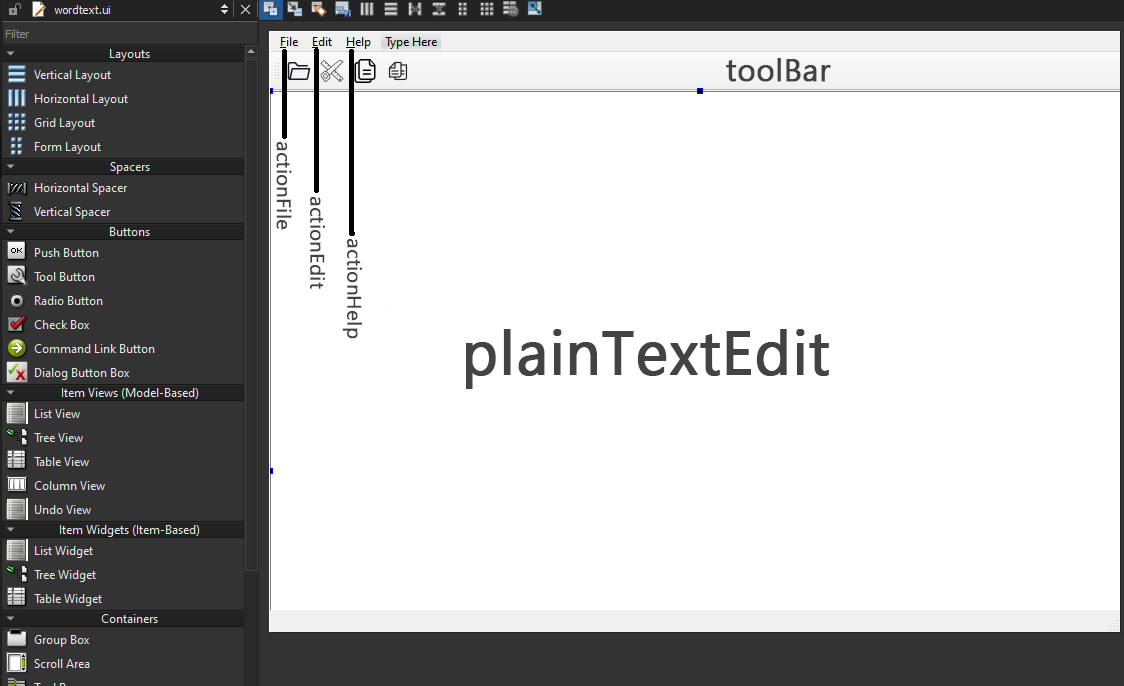 wordtext.ui
Filter
Layouts
Vertical Layout
Horizontal Layout
Grid Layout
Form Layout
Spacers
Horizontal Spacer
Vertical Spacer
Buttons
OK
Push Button
Tool Button
Radio Button
Check Box
Command Link Button
Dialog Button Box
Item Views (Model-Based)
List View
Tree View
Table View
Column View
Undo View
Item Widgets (Item-Based)
List Widget
Tree Widget
Table Widget
Containers
Group Box
Scroll Area
File Edit Help Type Here
toolBar
actionFile
actionEdit
actionHelp
plainTextEdit